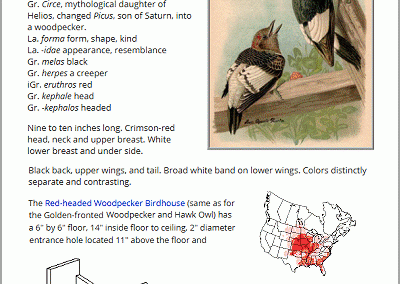 Gr. Circe, mythological daughter of
Helios, changed Picus, son of Saturn, into
a woodpecker.
La. forma form, shape, kind
La. -idae appearance, resemblance
Gr. melas black
Gr. herpes a creeper
iGr. eruthros red
Gr. kephale head
Gr. -kephalos headed
Nine to ten inches long. Crimson-red
head, neck and upper breast. White
lower breast and under side.
Black back, upper wings, and tail. Broad white band on lower wings. Colors distinctly
separate and contrasting.
The Red-headed Woodpecker Birdhouse (same as for
the Golden-fronted Woodpecker and Hawk Owl) has
a 6" by 6" floor, 14" inside floor to ceiling, 2" diameter
entrance hole located 11" above the floor and